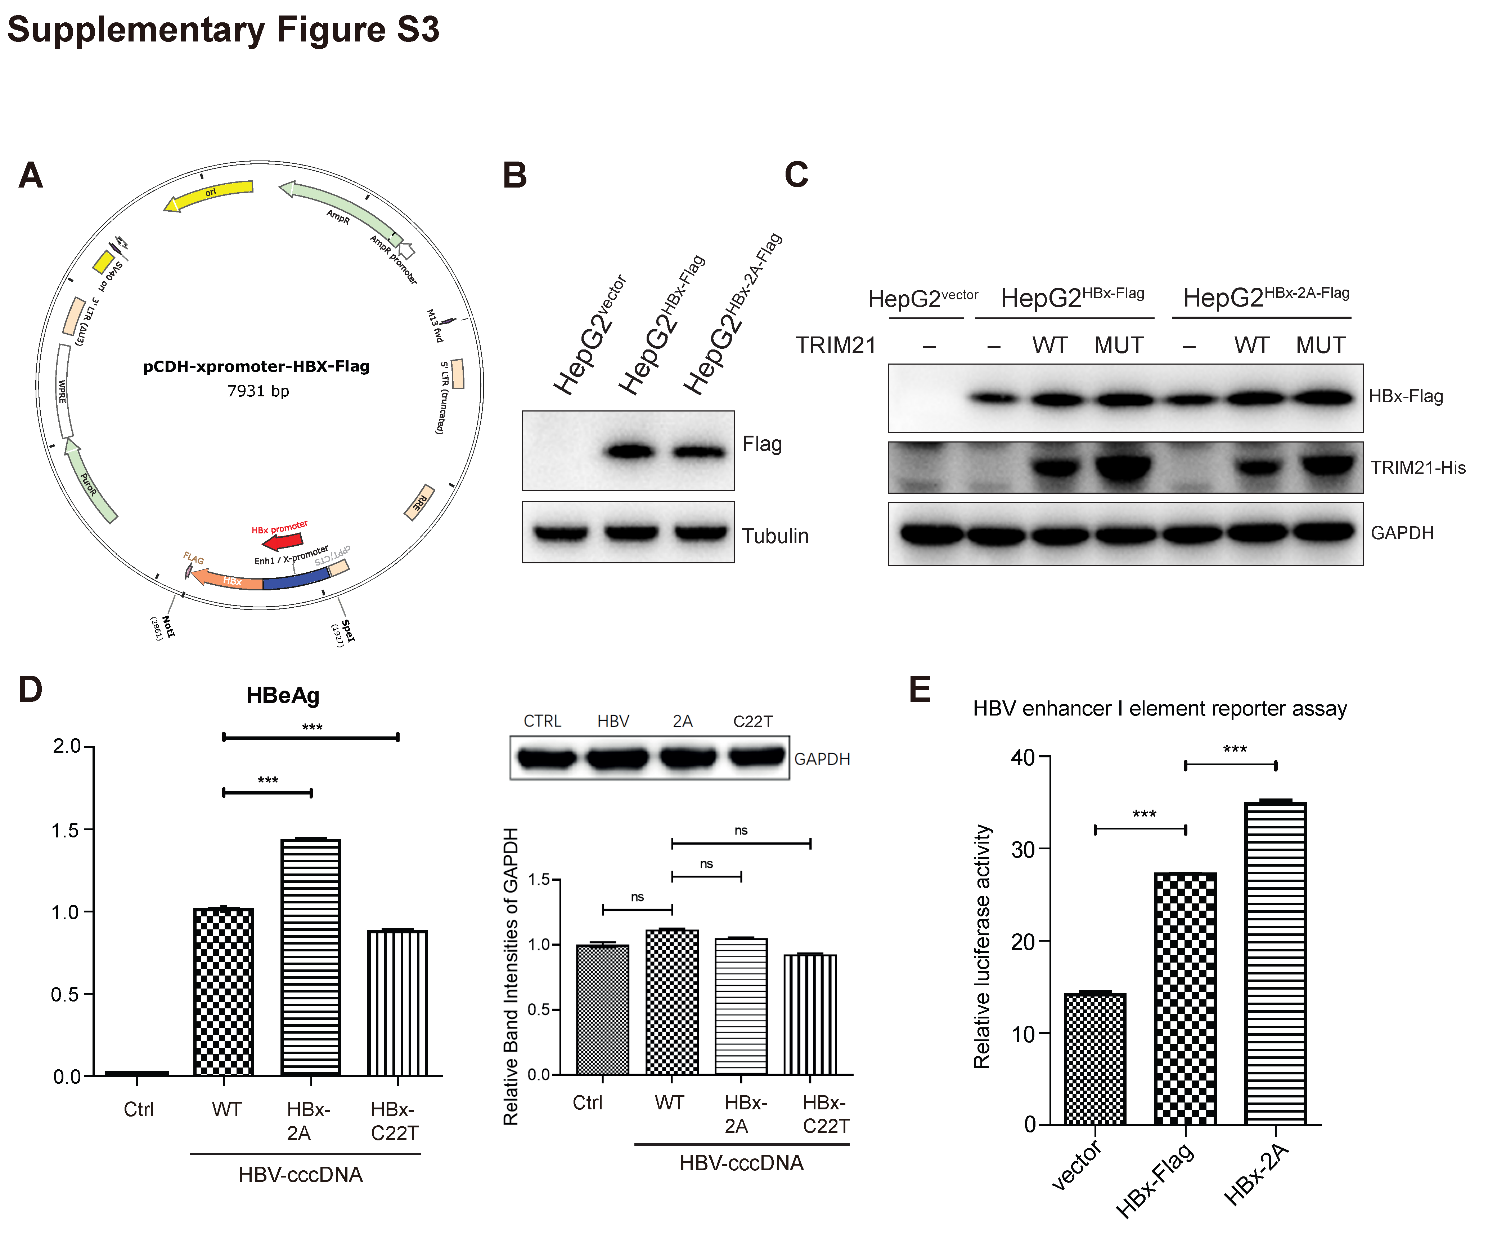 Supplementary Figure S3
A
ori
AmpR
AmpR promoter
M13 fwd
5' LTR (truncated)
RRE
cPPT/CTS
Enh1 / X-promoter
HBx promoter
HBx
FLAG
SpeI
NotI
PuroR
WPRE
3' LTR (ΔU3)
SV40 ori
pCDH-xpromoter-HBX-Flag
7931 bp
B
HepG2vector
HepG2HBx-Flag
HepG2HBx-2A-Flag
Flag
Tubulin
C
HepG2vector HepG2HBx-Flag HepG2HBx-2A-Flag
TRIM21 – – WT MUT – WT MUT
HBx-Flag
TRIM21-His
GAPDH
D
HBeAg
***
***
2.0
1.5
1.0
0.5
0.0
Ctrl WT HBx-2A HBx-C22T
HBV-cccDNA
CTRL HBV 2A C22T
GAPDH
Relative Band Intensities of GAPDH
ns
ns
ns
1.5
1.0
0.5
0.0
Ctrl WT HBx-2A HBx-C22T
HBV-cccDNA
E
HBV enhancer I element reporter assay
Relative luciferase activity
***
***
40
30
20
10
0
vector
HBx-Flag
HBx-2A